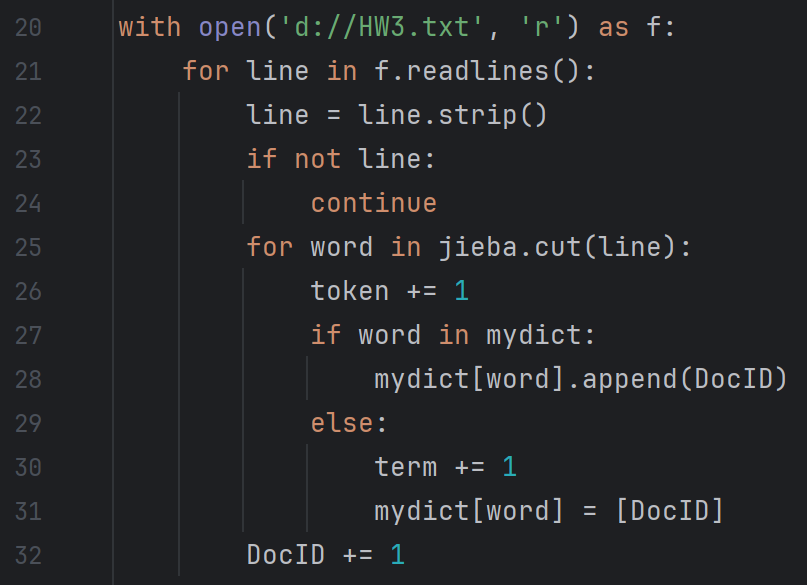 20 with open('d://HW3.txt', 'r') as f:
21     for line in f.readlines():
22         line = line.strip()
23         if not line:
24             continue
25         for word in jieba.cut(line):
26             token += 1
27             if word in mydict:
28                 mydict[word].append(DocID)
29             else:
30                 term += 1
31                 mydict[word] = [DocID]
32         DocID += 1